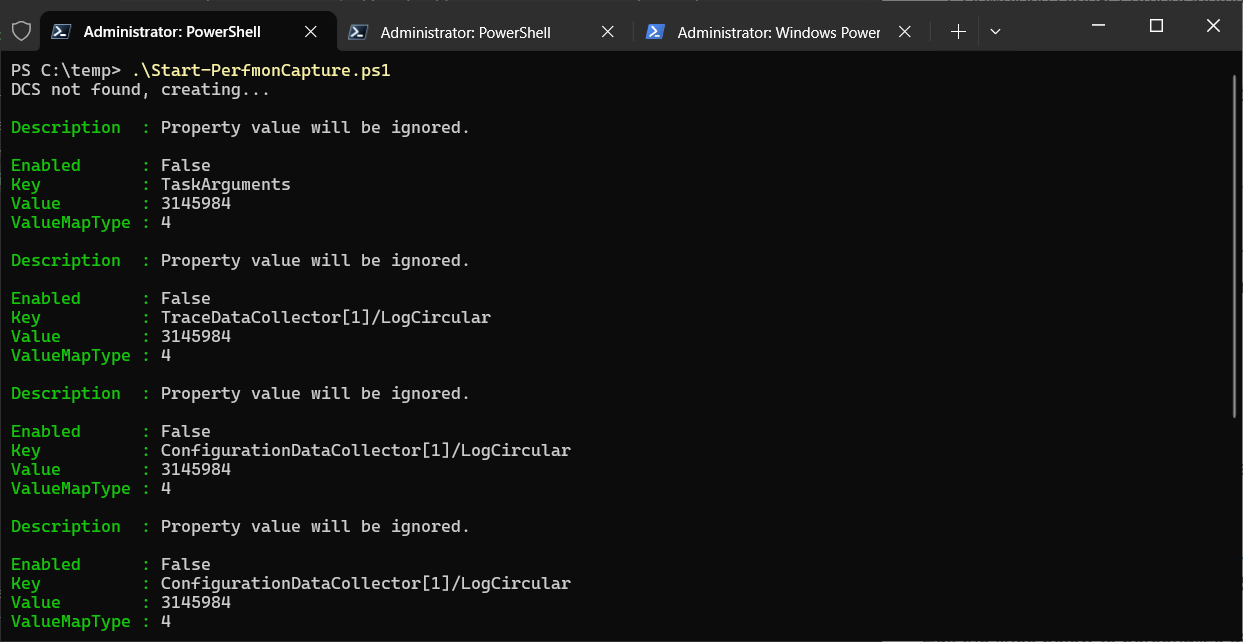 Administrator: PowerShell
Administrator: PowerShell
Administrator: Windows Power
PS C:\temp> .\Start-PerfmonCapture.ps1
DCS not found, creating...
Description  : Property value will be ignored.
Enabled      : False
Key          : TaskArguments
Value        : 3145984
ValueMapType : 4
Description  : Property value will be ignored.
Enabled      : False
Key          : TraceDataCollector[1]/LogCircular
Value        : 3145984
ValueMapType : 4
Description  : Property value will be ignored.
Enabled      : False
Key          : ConfigurationDataCollector[1]/LogCircular
Value        : 3145984
ValueMapType : 4
Description  : Property value will be ignored.
Enabled      : False
Key          : ConfigurationDataCollector[1]/LogCircular
Value        : 3145984
ValueMapType : 4